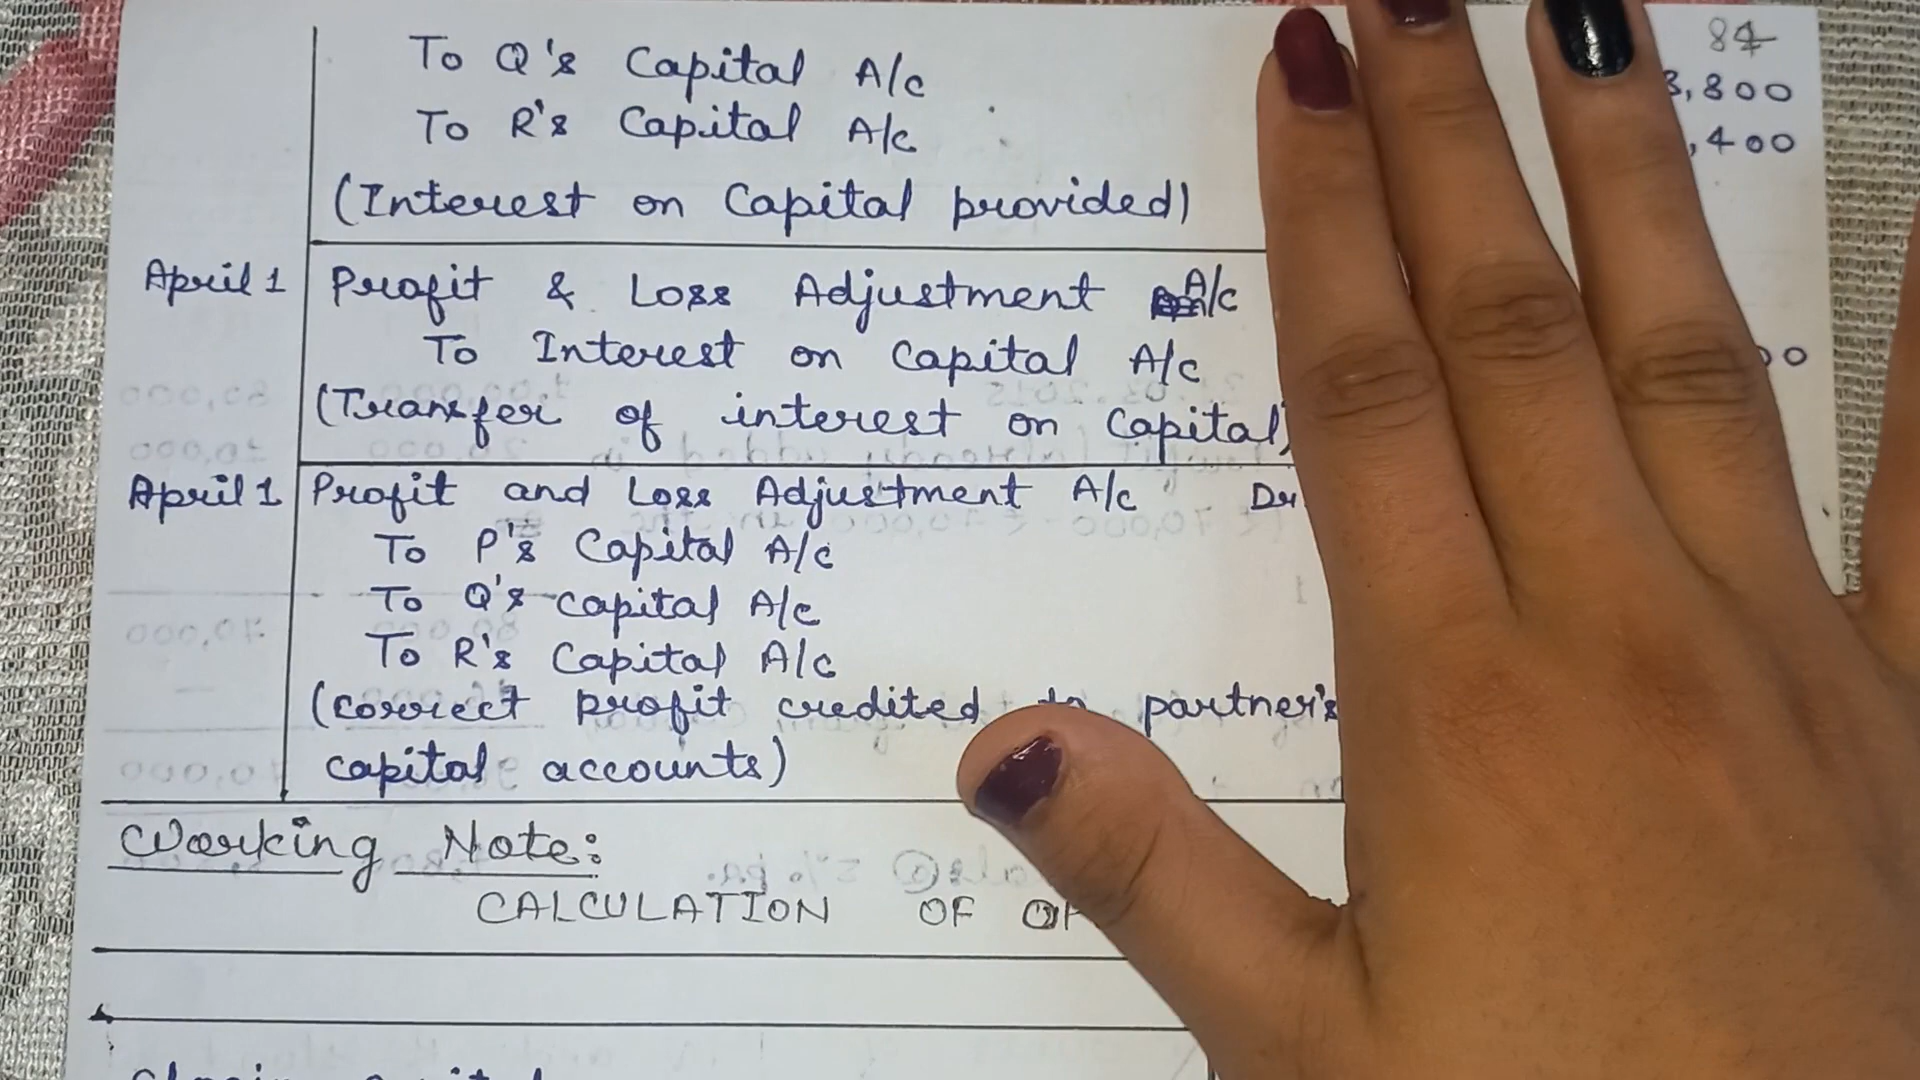 84
To Q's Capital A/c 3,800
To R's Capital A/c ,400
(Interest on Capital provided)
April 1 Profit & Loss Adjustment A/c
To Interest on Capital A/c 00
(Transfer of interest on Capital)
April 1 Profit and Loss Adjustment A/c Dr
To P's Capital A/c
To Q's capital A/c
To R's Capital A/c
(correct profit credited to partner's
capital accounts)
Working Note:
CALCULATION OF OP